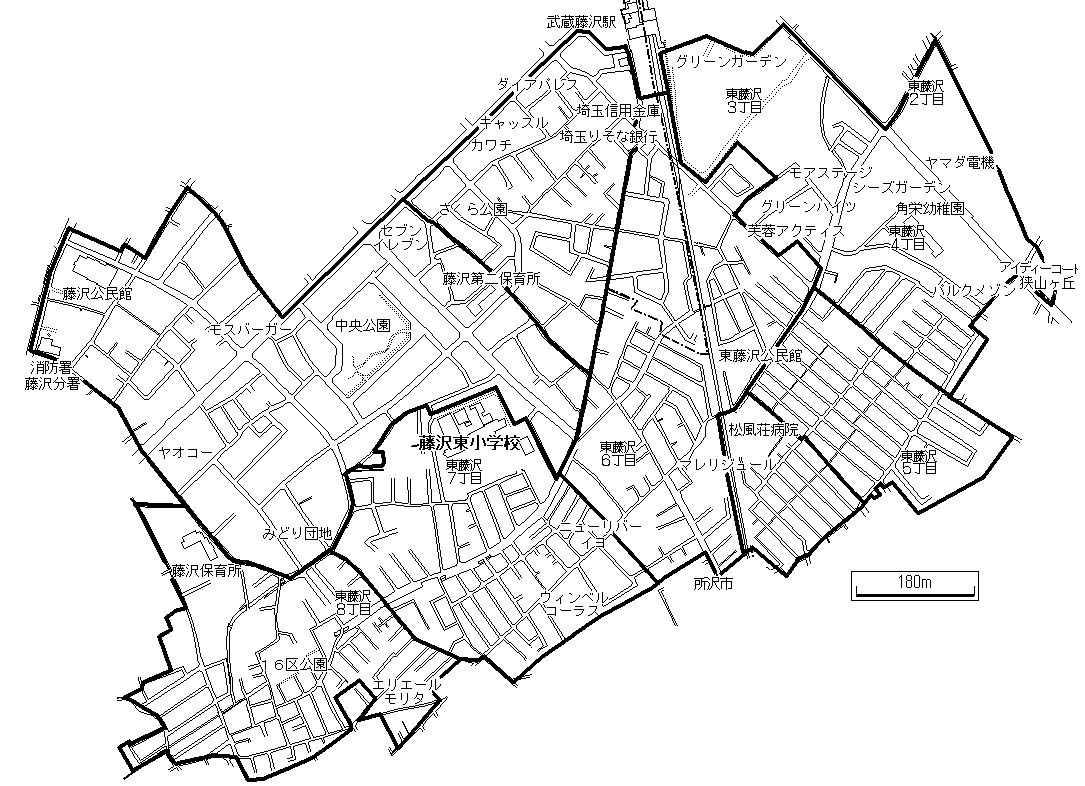 武蔵藤沢駅
グリーンガーデン
東藤沢
3丁目
東藤沢
2丁目
ダイアパレス
埼玉信用金庫
キャッスル
埼玉りそな銀行
カワチ
ヤマダ電機
モアステージ
シーズガーデン
さくら公園
グリーンハイツ
角栄幼稚園
セブン
イレブン
芙蓉アクティス
東藤沢
4丁目
藤沢第二保育所
アイディーコート
狭山ヶ丘
藤沢公民館
パルクメゾン
モスバーガー
中央公園
消防署
藤沢分署
東藤沢公民館
藤沢東小学校
松風荘病院
ヤオコー
東藤沢
7丁目
東藤沢
6丁目
マレリジュール
東藤沢
5丁目
みどり団地
ニューリバー
イヨ
藤沢保育所
所沢市
180m
東藤沢
8丁目
ウィンベル
コーラス
16区公園
エリエール
モリタ